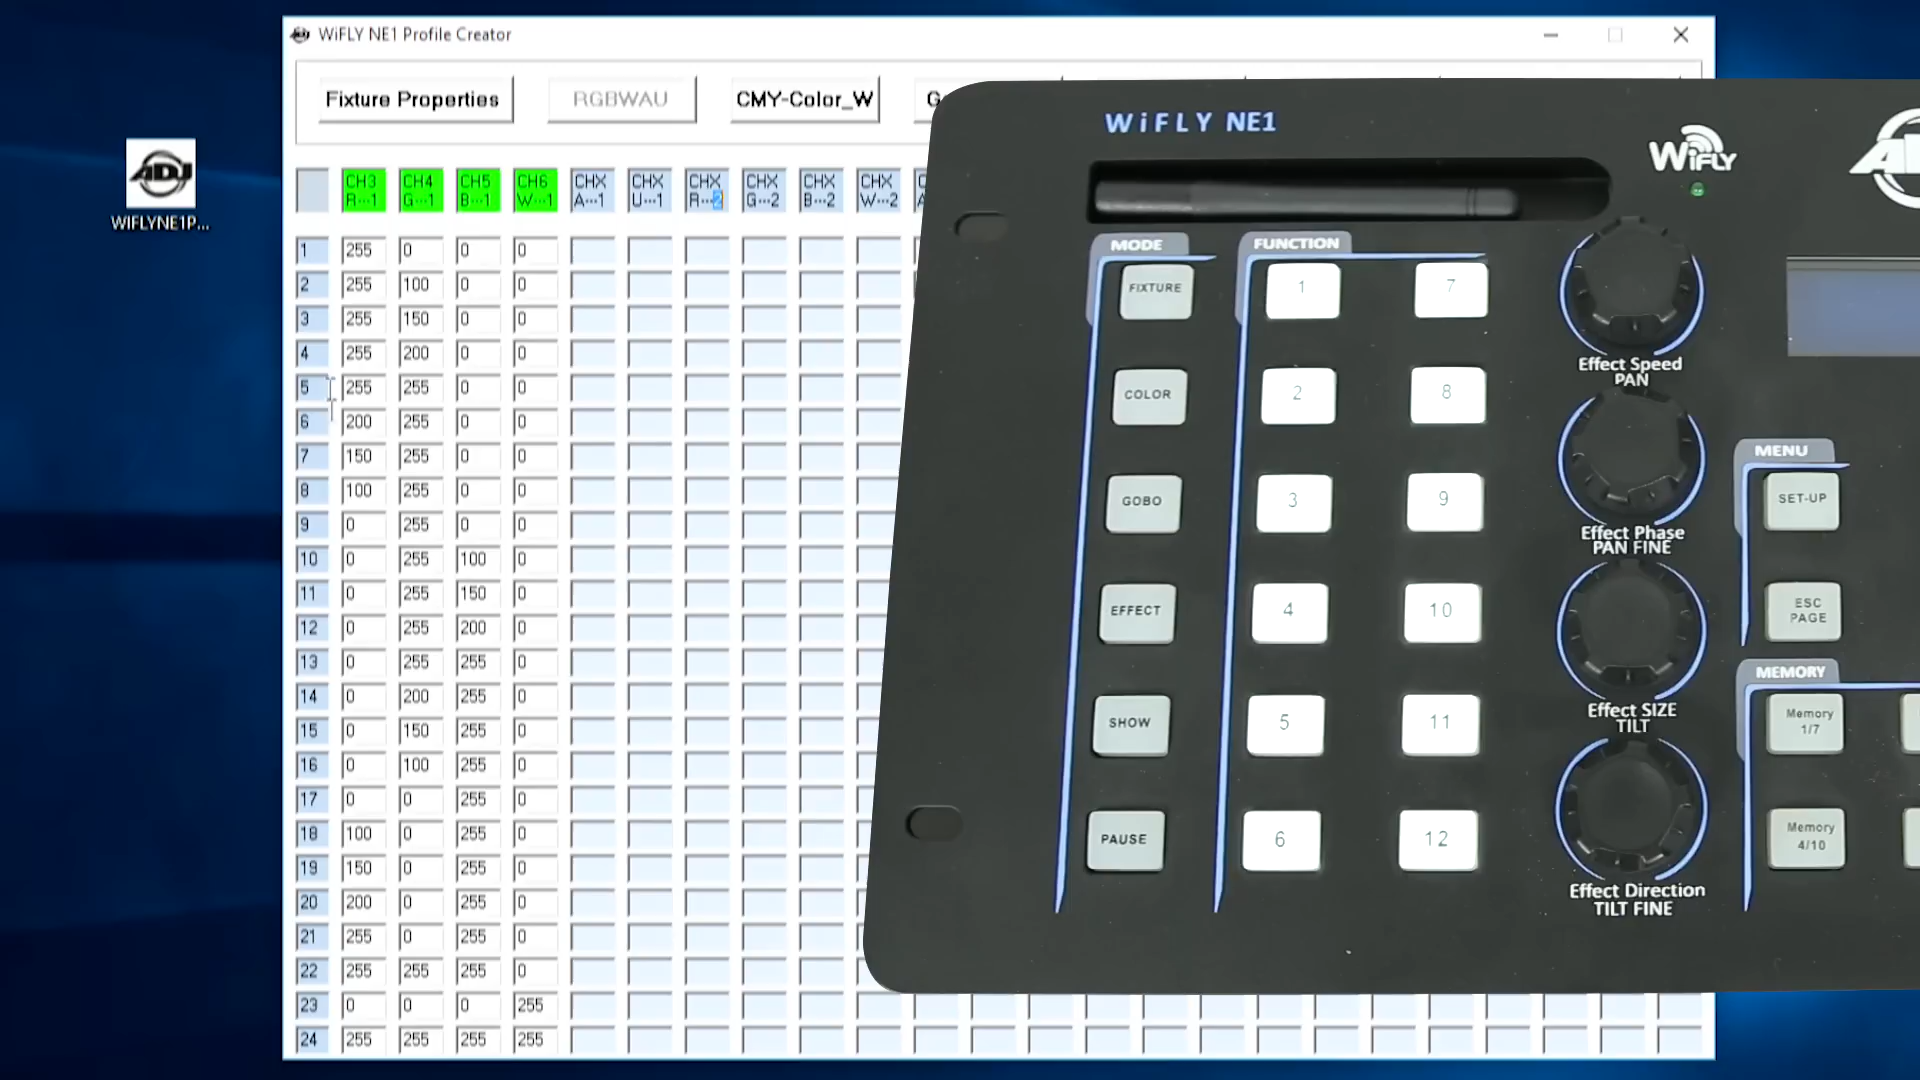 WiFLY NE1 Profile Creator
Fixture Properties RGBWAU CMY-Color_W
CH3 CH4 CH5 CH6 CHX CHX CHX CHX CHX CHX
R···1 G···1 B···1 W···1 A···1 U···1 R···2 G···2 B···2 W···2
1 255 0 0 0
2 255 100 0 0
3 255 150 0 0
4 255 200 0 0
5 255 255 0 0
6 200 255 0 0
7 150 255 0 0
8 100 255 0 0
9 0 255 0 0
10 0 255 100 0
11 0 255 150 0
12 0 255 200 0
13 0 255 255 0
14 0 200 255 0
15 0 150 255 0
16 0 100 255 0
17 0 0 255 0
18 100 0 255 0
19 150 0 255 0
20 200 0 255 0
21 255 0 255 0
22 255 255 255 0
23 0 0 0 255
24 255 255 255 255
ADJ
WIFLYNE1P...
WiFLY NE1
WiFLY
MODE
FIXTURE
COLOR
GOBO
EFFECT
SHOW
PAUSE
FUNCTION
1 7
2 8
3 9
4 10
5 11
6 12
Effect Speed
PAN
Effect Phase
PAN FINE
Effect SIZE
TILT
Effect Direction
TILT FINE
MENU
SET-UP
ESC
PAGE
MEMORY
Memory
1/7
Memory
4/10